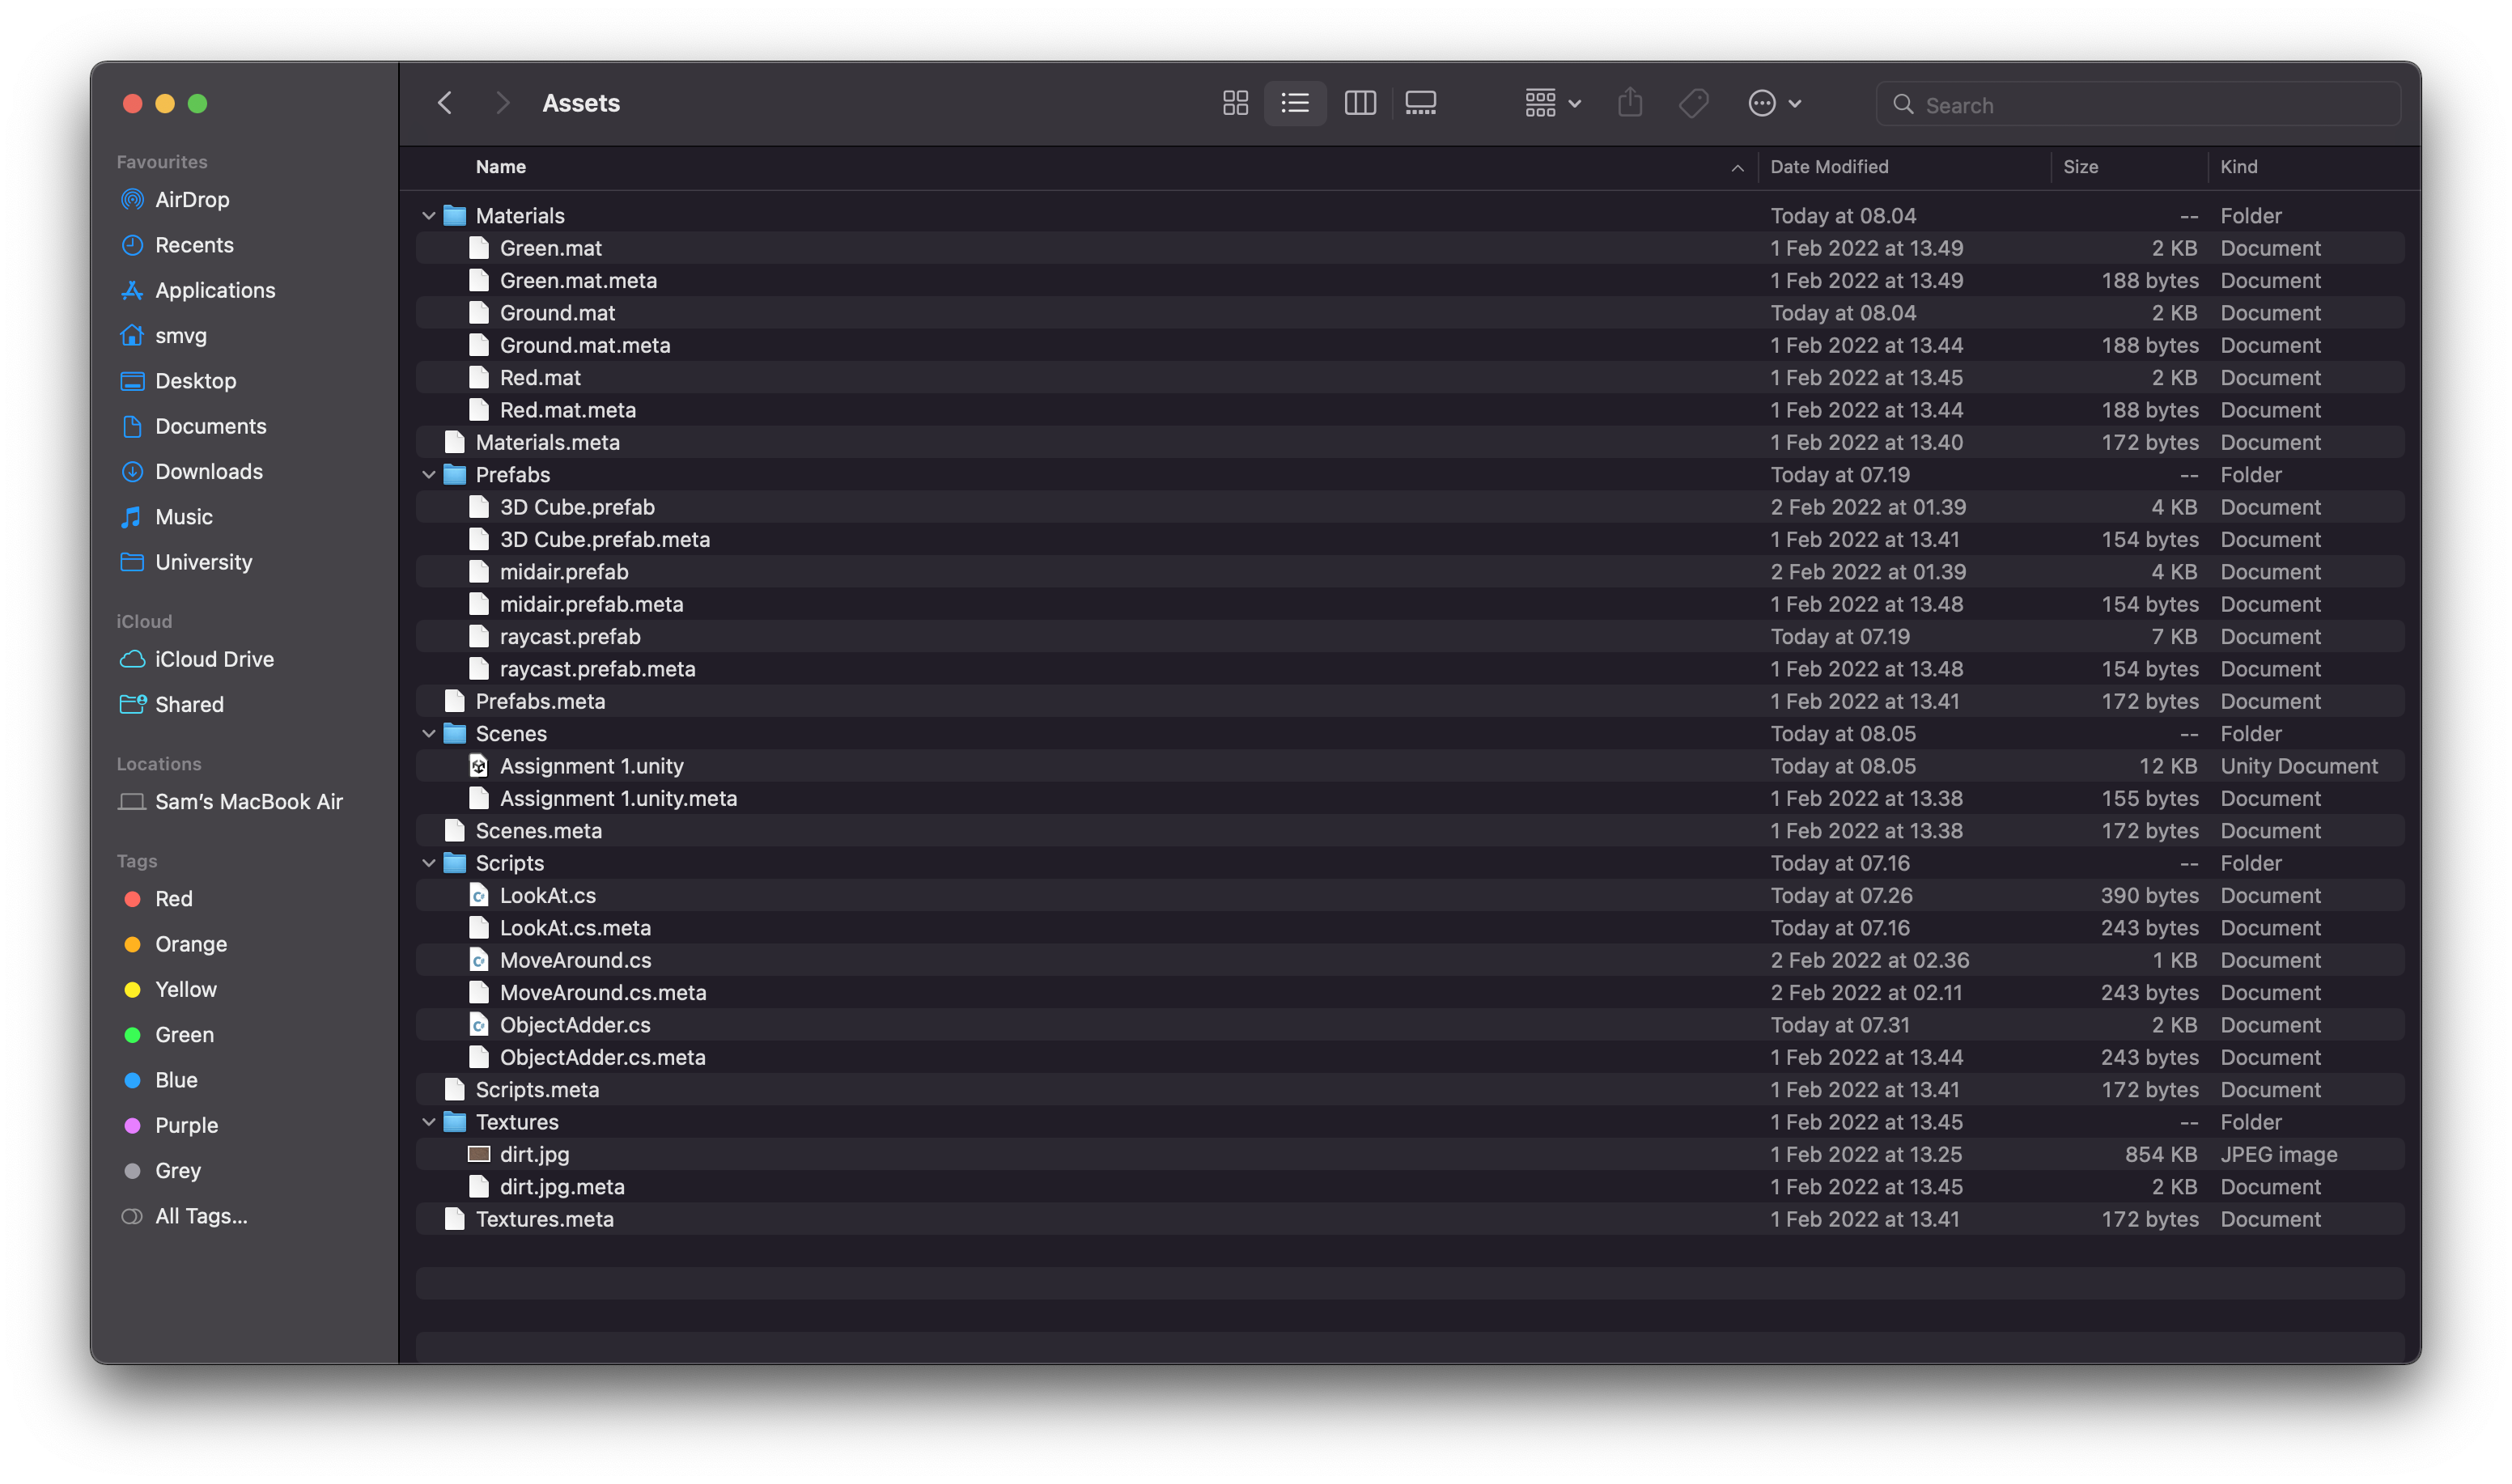 Assets
Search
Favourites
AirDrop
Recents
Applications
smvg
Desktop
Documents
Downloads
Music
University
iCloud
iCloud Drive
Shared
Locations
Sam's MacBook Air
Tags
Red
Orange
Yellow
Green
Blue
Purple
Grey
All Tags...
Name Date Modified Size Kind
Materials Today at 08.04 -- Folder
Green.mat 1 Feb 2022 at 13.49 2 KB Document
Green.mat.meta 1 Feb 2022 at 13.49 188 bytes Document
Ground.mat Today at 08.04 2 KB Document
Ground.mat.meta 1 Feb 2022 at 13.44 188 bytes Document
Red.mat 1 Feb 2022 at 13.45 2 KB Document
Red.mat.meta 1 Feb 2022 at 13.44 188 bytes Document
Materials.meta 1 Feb 2022 at 13.40 172 bytes Document
Prefabs Today at 07.19 -- Folder
3D Cube.prefab 2 Feb 2022 at 01.39 4 KB Document
3D Cube.prefab.meta 1 Feb 2022 at 13.41 154 bytes Document
midair.prefab 2 Feb 2022 at 01.39 4 KB Document
midair.prefab.meta 1 Feb 2022 at 13.48 154 bytes Document
raycast.prefab Today at 07.19 7 KB Document
raycast.prefab.meta 1 Feb 2022 at 13.48 154 bytes Document
Prefabs.meta 1 Feb 2022 at 13.41 172 bytes Document
Scenes Today at 08.05 -- Folder
Assignment 1.unity Today at 08.05 12 KB Unity Document
Assignment 1.unity.meta 1 Feb 2022 at 13.38 155 bytes Document
Scenes.meta 1 Feb 2022 at 13.38 172 bytes Document
Scripts Today at 07.16 -- Folder
LookAt.cs Today at 07.26 390 bytes Document
LookAt.cs.meta Today at 07.16 243 bytes Document
MoveAround.cs 2 Feb 2022 at 02.36 1 KB Document
MoveAround.cs.meta 2 Feb 2022 at 02.11 243 bytes Document
ObjectAdder.cs Today at 07.31 2 KB Document
ObjectAdder.cs.meta 1 Feb 2022 at 13.44 243 bytes Document
Scripts.meta 1 Feb 2022 at 13.41 172 bytes Document
Textures 1 Feb 2022 at 13.45 -- Folder
dirt.jpg 1 Feb 2022 at 13.25 854 KB JPEG image
dirt.jpg.meta 1 Feb 2022 at 13.45 2 KB Document
Textures.meta 1 Feb 2022 at 13.41 172 bytes Document